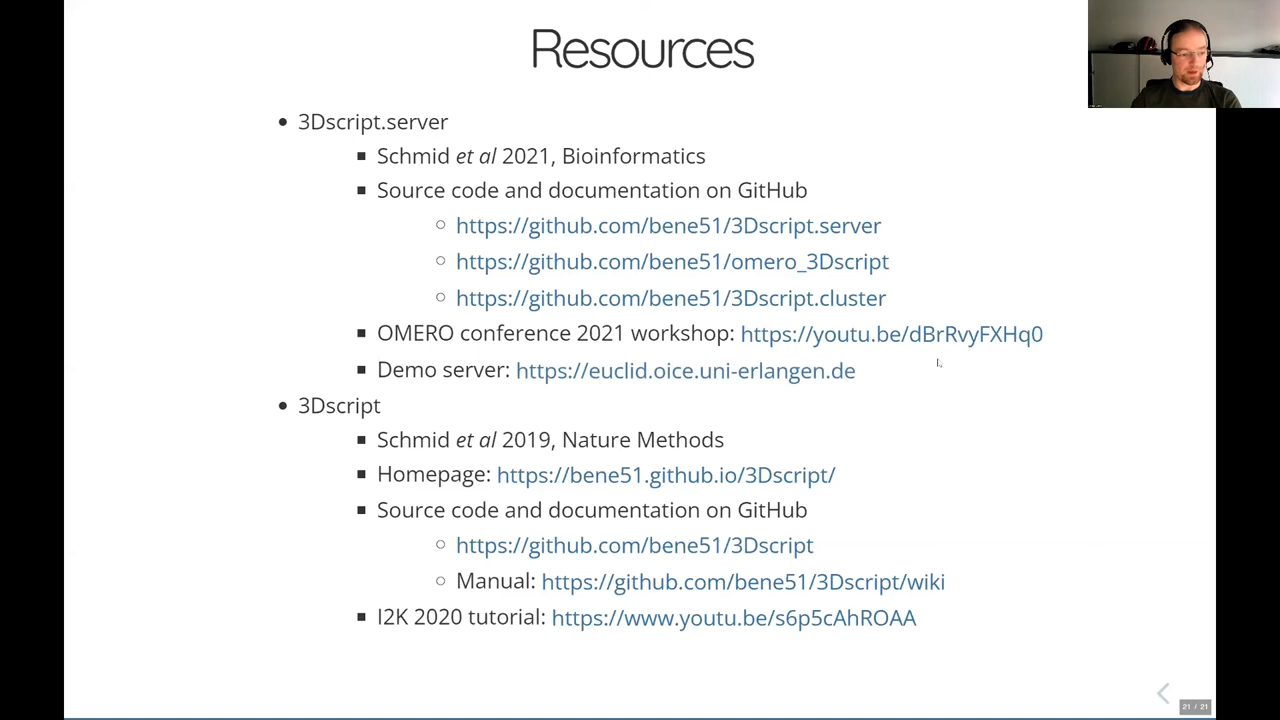 Resources
3Dscript.server
Schmid et al 2021, Bioinformatics
Source code and documentation on GitHub
https://github.com/bene51/3Dscript.server
https://github.com/bene51/omero_3Dscript
https://github.com/bene51/3Dscript.cluster
OMERO conference 2021 workshop: https://youtu.be/dBrRvyFXHq0
Demo server: https://euclid.oice.uni-erlangen.de
3Dscript
Schmid et al 2019, Nature Methods
Homepage: https://bene51.github.io/3Dscript/
Source code and documentation on GitHub
https://github.com/bene51/3Dscript
Manual: https://github.com/bene51/3Dscript/wiki
I2K 2020 tutorial: https://www.youtu.be/s6p5cAhROAA
21 / 21